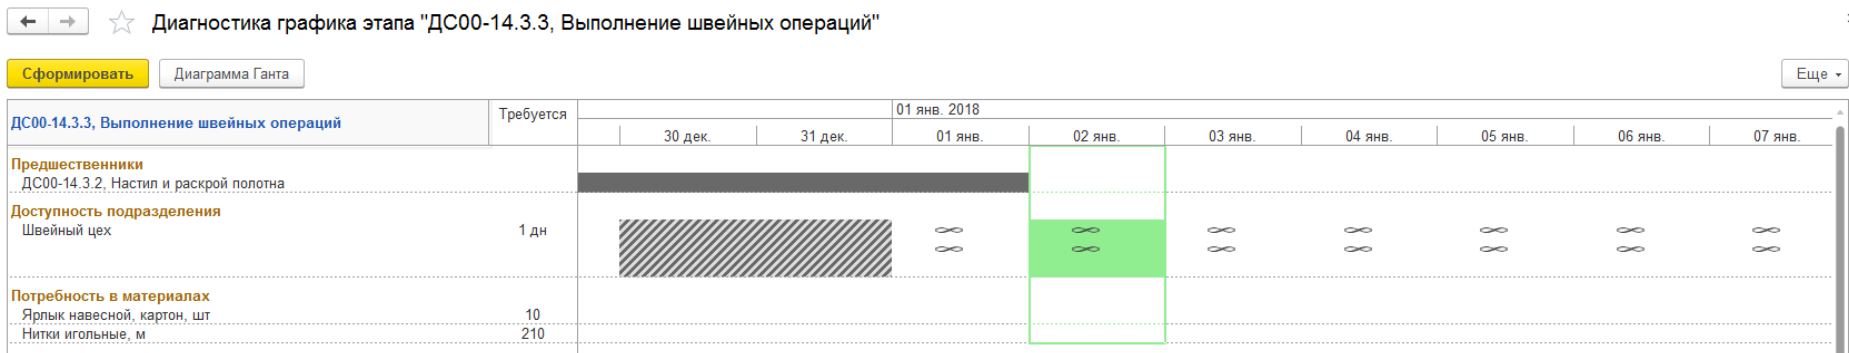 Диагностика графика этапа "ДС00-14.3.3, Выполнение швейных операций"
Сформировать Диаграмма Ганта Еще
ДС00-14.3.3, Выполнение швейных операций Требуется 01 янв. 2018
30 дек. 31 дек. 01 янв. 02 янв. 03 янв. 04 янв. 05 янв. 06 янв. 07 янв.
Предшественники
ДС00-14.3.2, Настил и раскрой полотна
Доступность подразделения
Швейный цех 1 дн ∞ ∞ ∞ ∞ ∞ ∞ ∞
∞ ∞ ∞ ∞ ∞ ∞ ∞
Потребность в материалах
Ярлык навесной, картон, шт 10
Нитки игольные, м 210